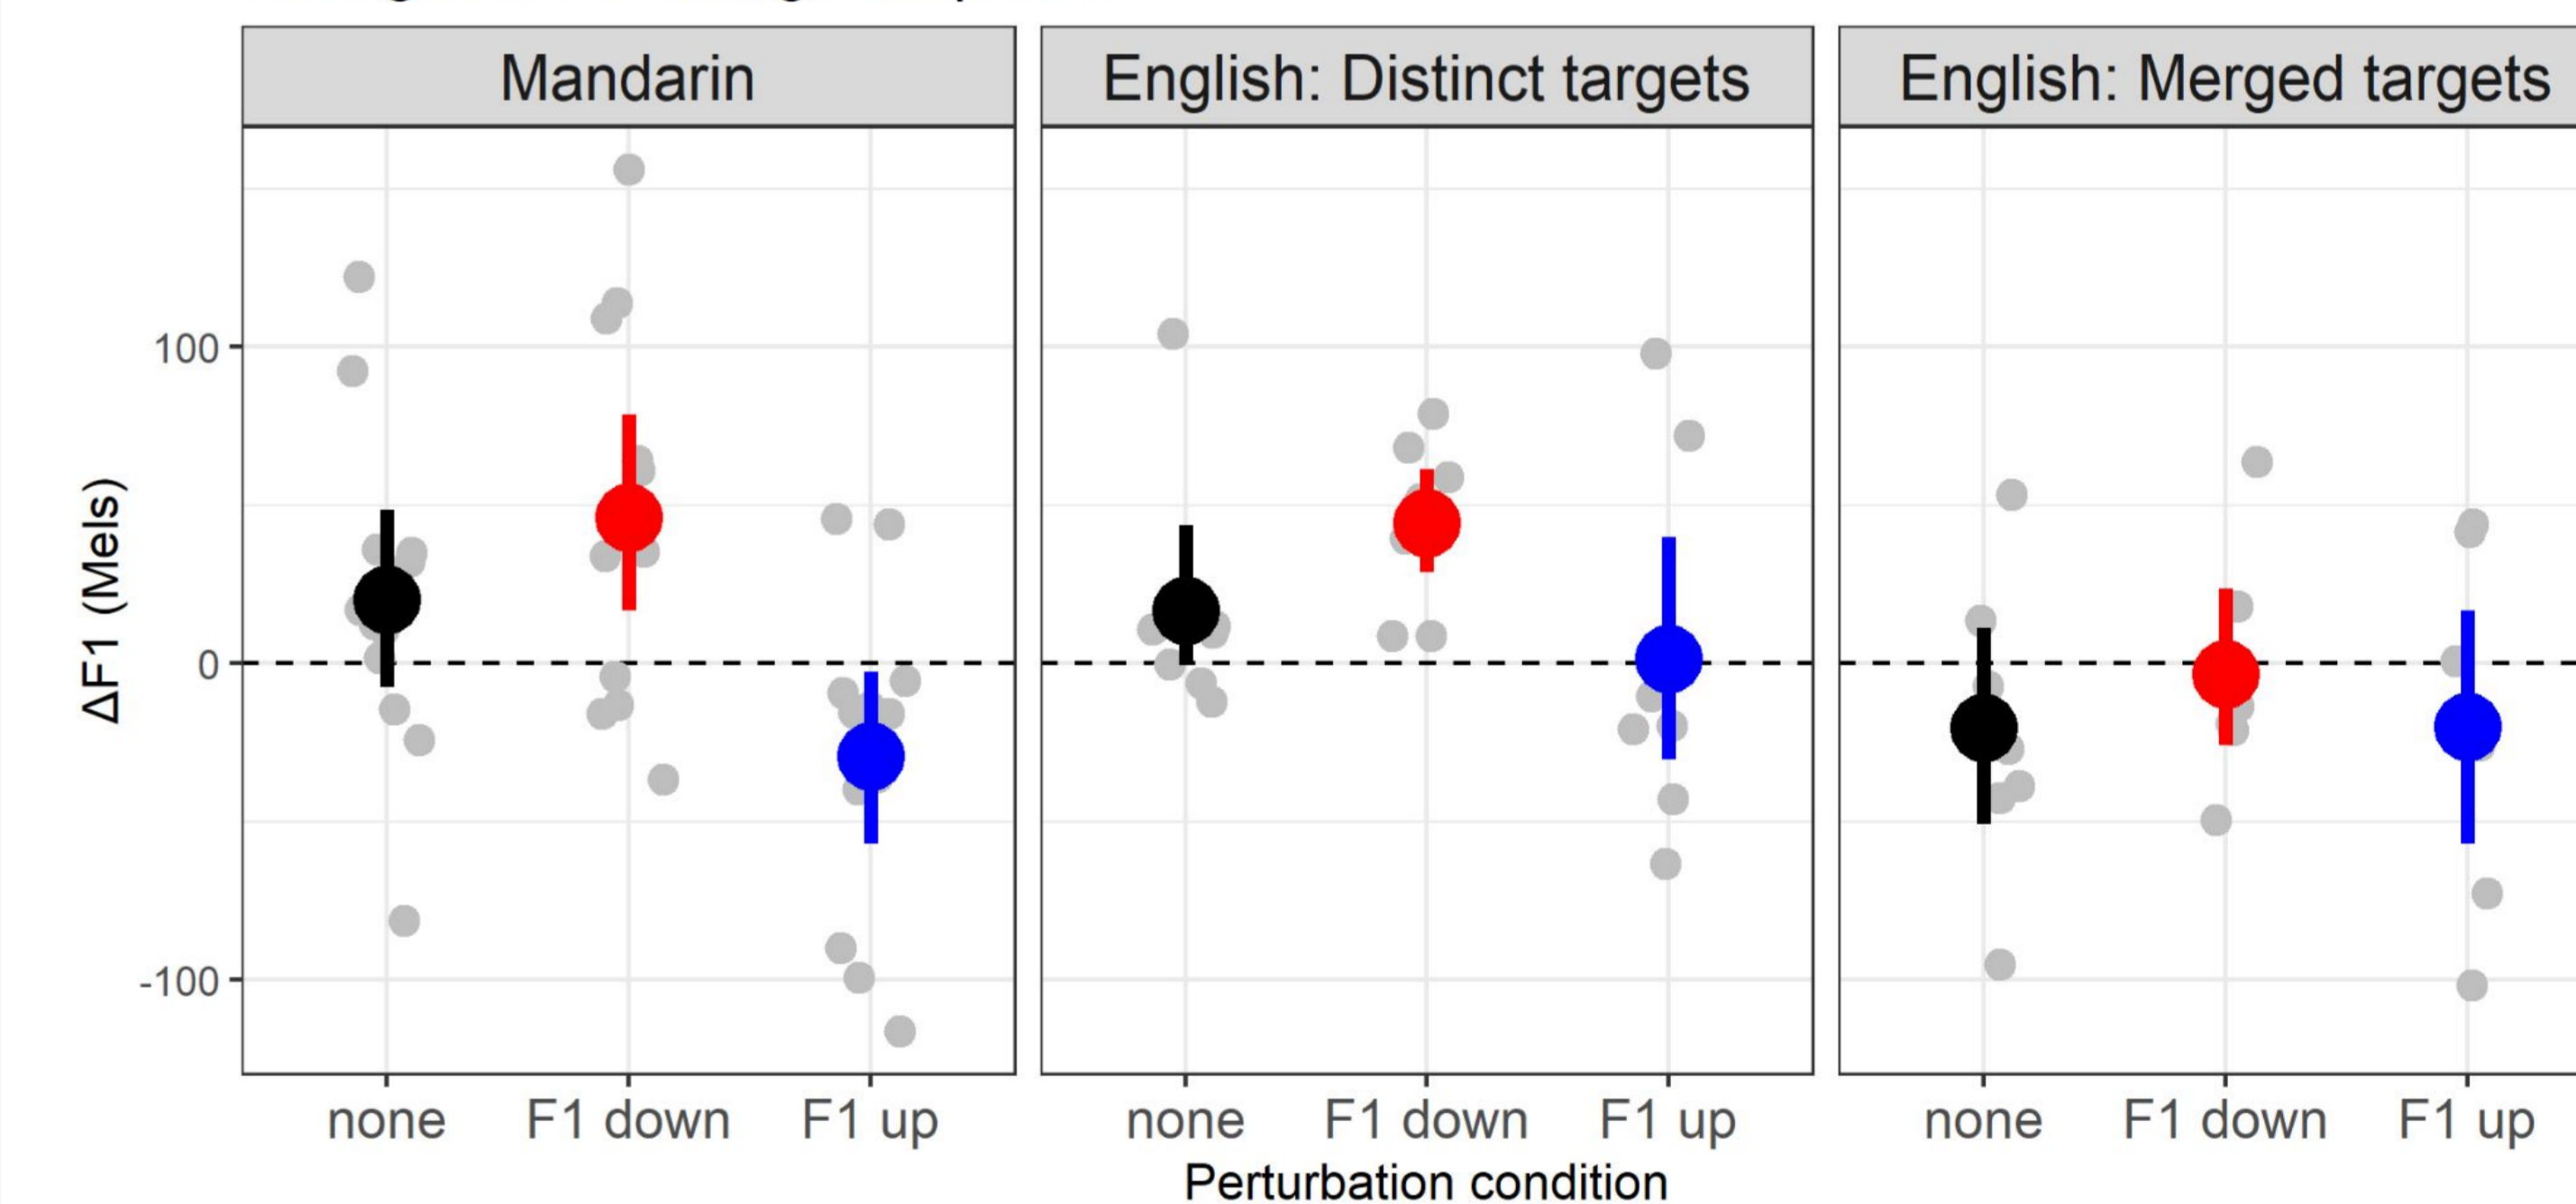 Mandarin
English: Distinct targets
English: Merged targets
ΔF1 (Mels)
100
0
-100
none
F1 down
F1 up
none
F1 down
F1 up
none
F1 down
F1 up
Perturbation condition